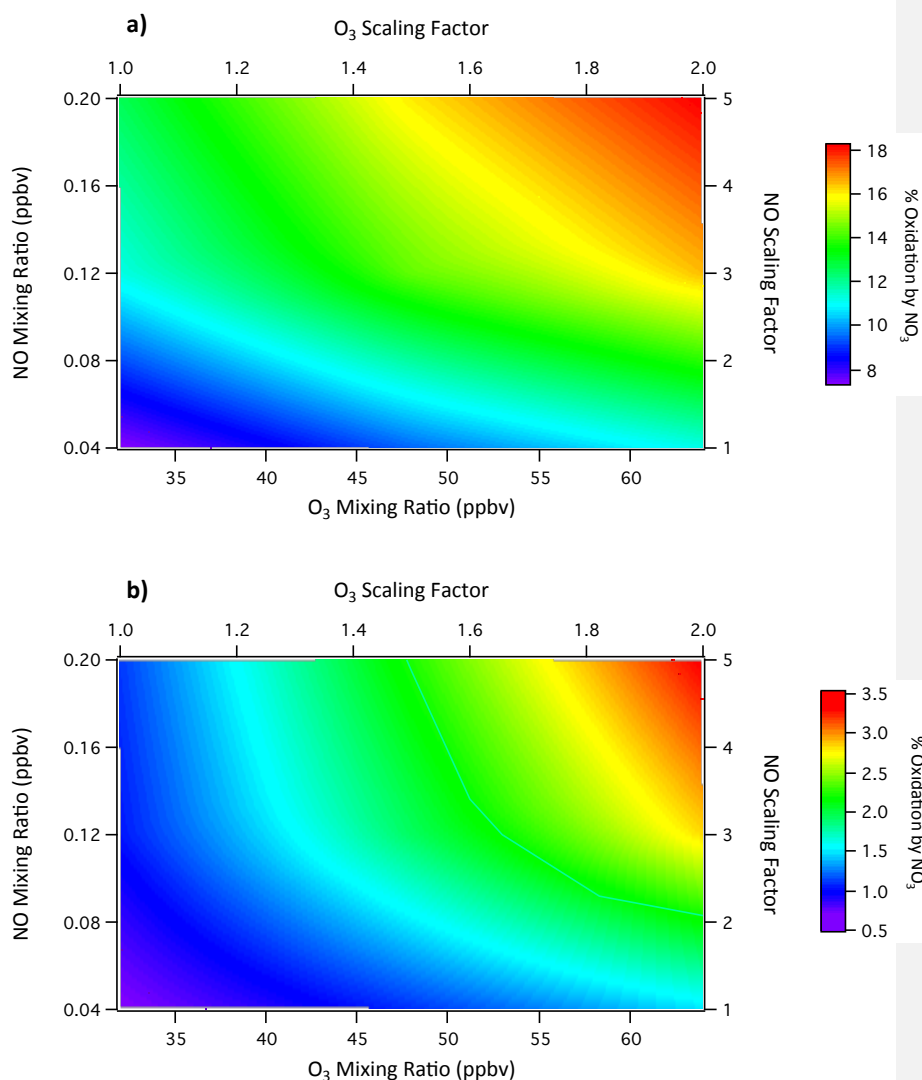 a)
O₃ Scaling Factor
1.0 1.2 1.4 1.6 1.8 2.0
0.20
0.16
0.12
0.08
0.04
NO Mixing Ratio (ppbv)
5
4
3
2
1
NO Scaling Factor
35 40 45 50 55 60
O₃ Mixing Ratio (ppbv)
18
16
14
12
10
8
% Oxidation by NO₃
b)
O₃ Scaling Factor
1.0 1.2 1.4 1.6 1.8 2.0
0.20
0.16
0.12
0.08
0.04
NO Mixing Ratio (ppbv)
5
4
3
2
1
NO Scaling Factor
35 40 45 50 55 60
O₃ Mixing Ratio (ppbv)
3.5
3.0
2.5
2.0
1.5
1.0
0.5
% Oxidation by NO₃